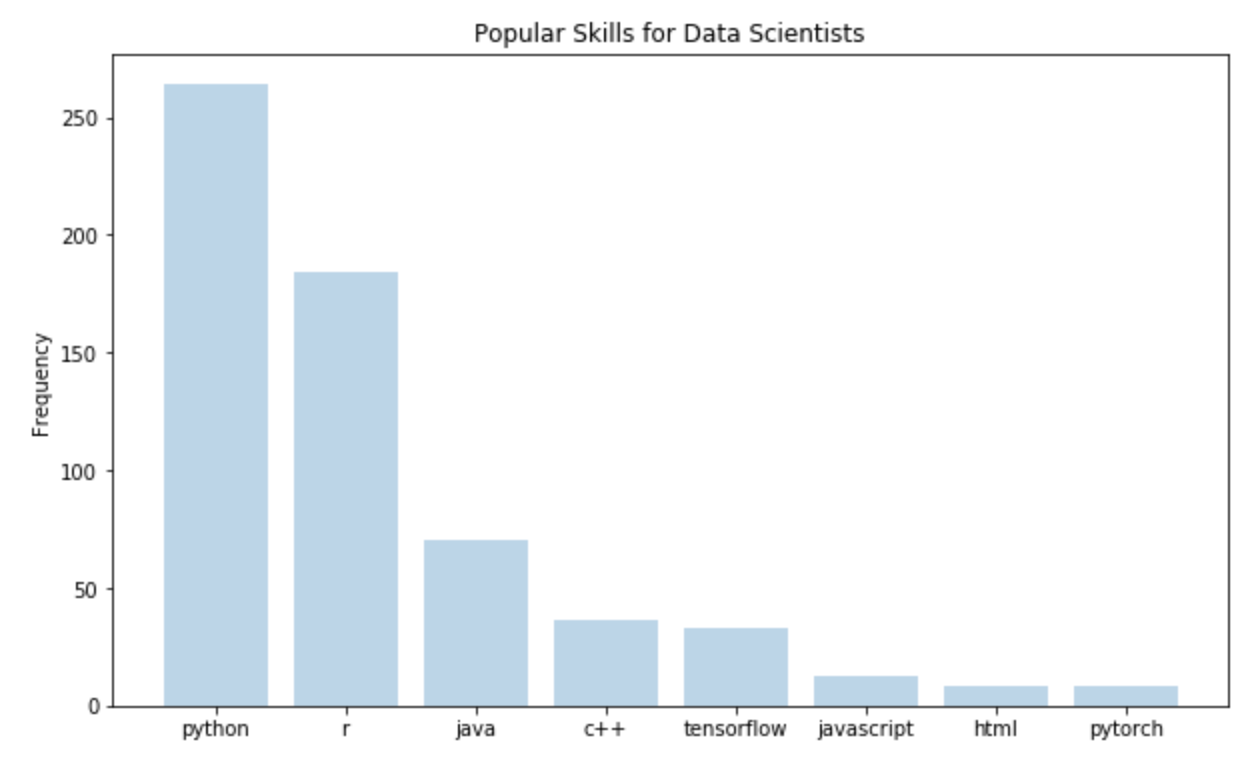 Popular Skills for Data Scientists
Frequency
250
200
150
100
50
0
python r java c++ tensorflow javascript html pytorch